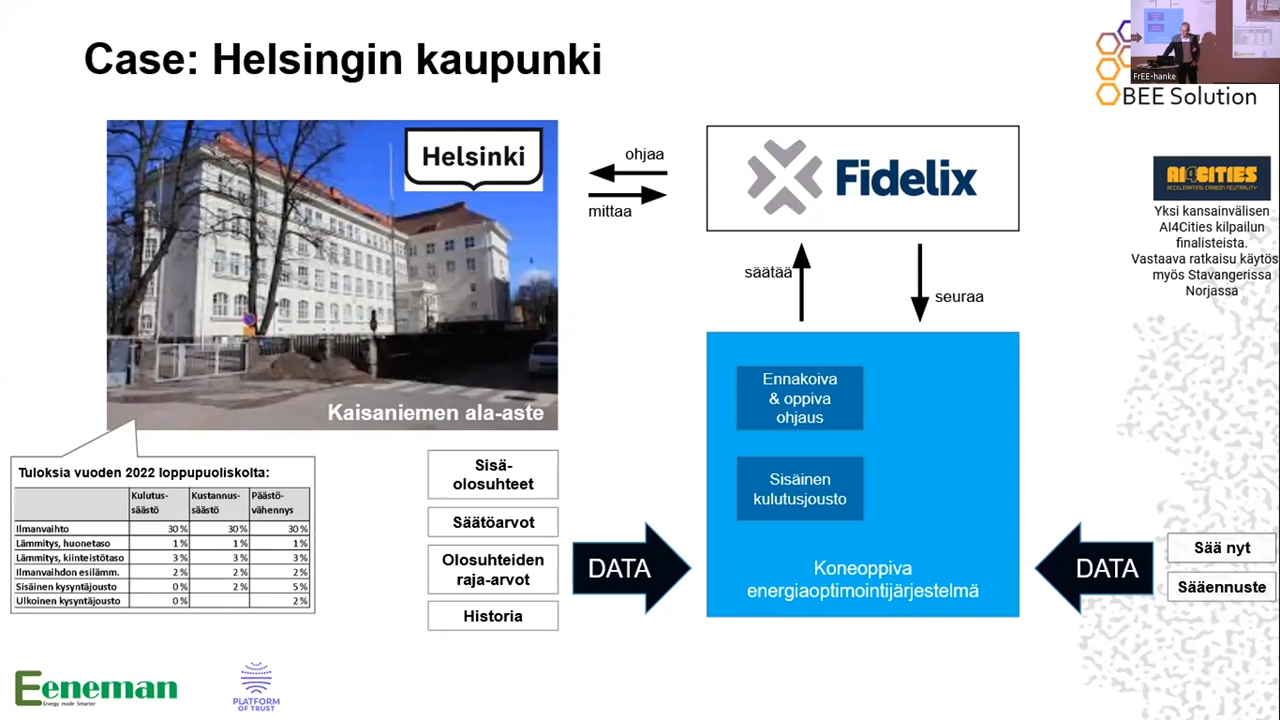 Case: Helsingin kaupunki
FrEE-hanke
BEE Solution
Helsinki
ohjaa
mittaa
Fidelix
AI4CITIES
ACCELERATING CARBON NEUTRALITY
Yksi kansainvälisen
AI4Cities kilpailun
finalisteista.
Vastaava ratkaisu käytös
myös Stavangerissa
Norjassa
säätää
seuraa
Kaisaniemen ala-aste
Ennakoiva
& oppiva
ohjaus
Sisäinen
kulutusjousto
Koneoppiva
energiaoptimointijärjestelmä
Tuloksia vuoden 2022 loppupuoliskolta:
Kulutus-säästö Kustannus-säästö Päästö-vähennys
Ilmanvaihto 30 % 30 % 30 %
Lämmitys, huonetaso 1 % 1 % 1 %
Lämmitys, kiinteistötaso 3 % 3 % 3 %
Ilmanvaihdon esilämm. 2 % 2 % 2 %
Sisäinen kysyntäjousto 0 % 2 % 5 %
Ulkoinen kysyntäjousto 0 % 2 %
Sisä-
olosuhteet
Säätöarvot
Olosuhteiden
raja-arvot
Historia
DATA
DATA
Sää nyt
Sääennuste
Eeneman
Energy made Smarter
PLATFORM
OF TRUST